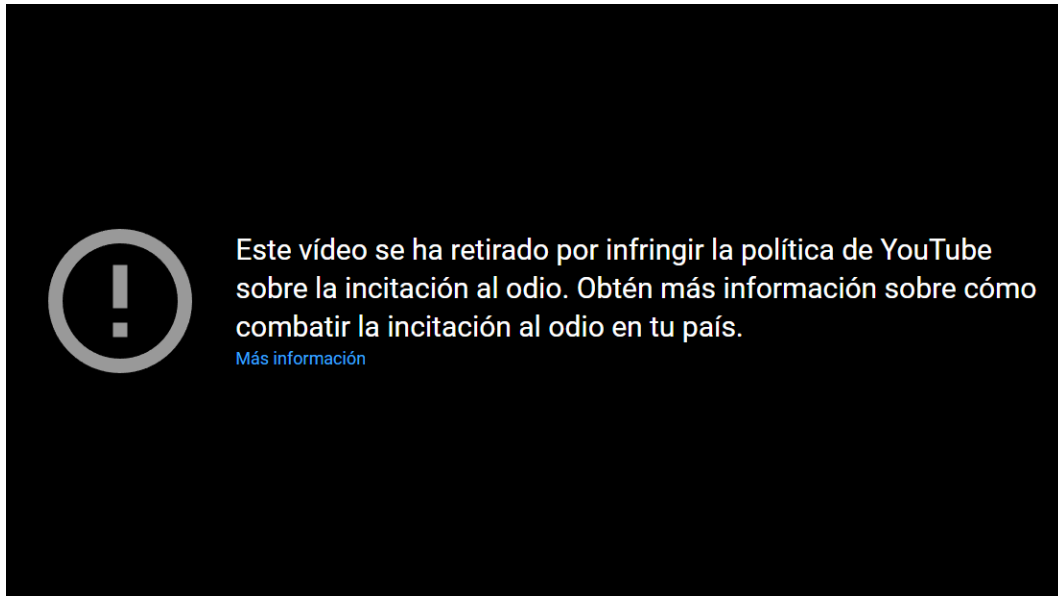 Este vídeo se ha retirado por infringir la política de YouTube
sobre la incitación al odio. Obtén más información sobre cómo
combatir la incitación al odio en tu país.
Más información